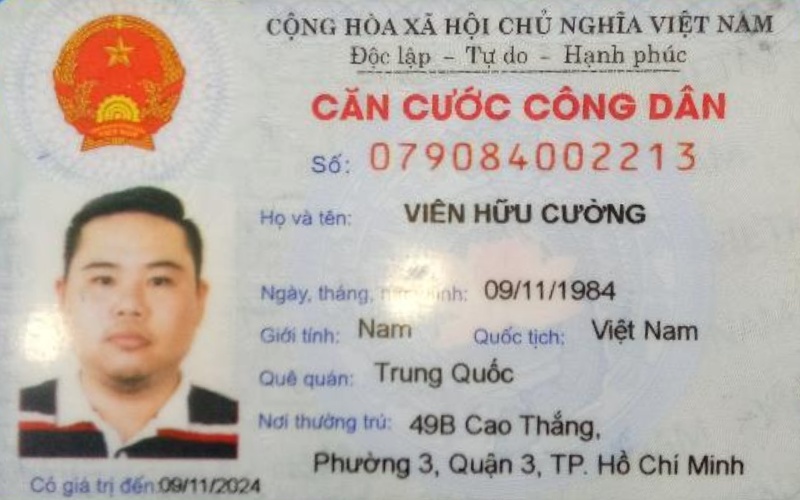 CỘNG HÒA XÃ HỘI CHỦ NGHĨA VIỆT NAM
Độc lập - Tự do - Hạnh phúc
CĂN CƯỚC CÔNG DÂN
Số: 079084002213
Họ và tên: VIÊN HỮU CƯỜNG
Ngày, tháng, sinh: 09/11/1984
Giới tính: Nam Quốc tịch: Việt Nam
Quê quán: Trung Quốc
Nơi thường trú: 49B Cao Thắng,
Phường 3, Quận 3, TP. Hồ Chí Minh
Có giá trị đến: 09/11/2024